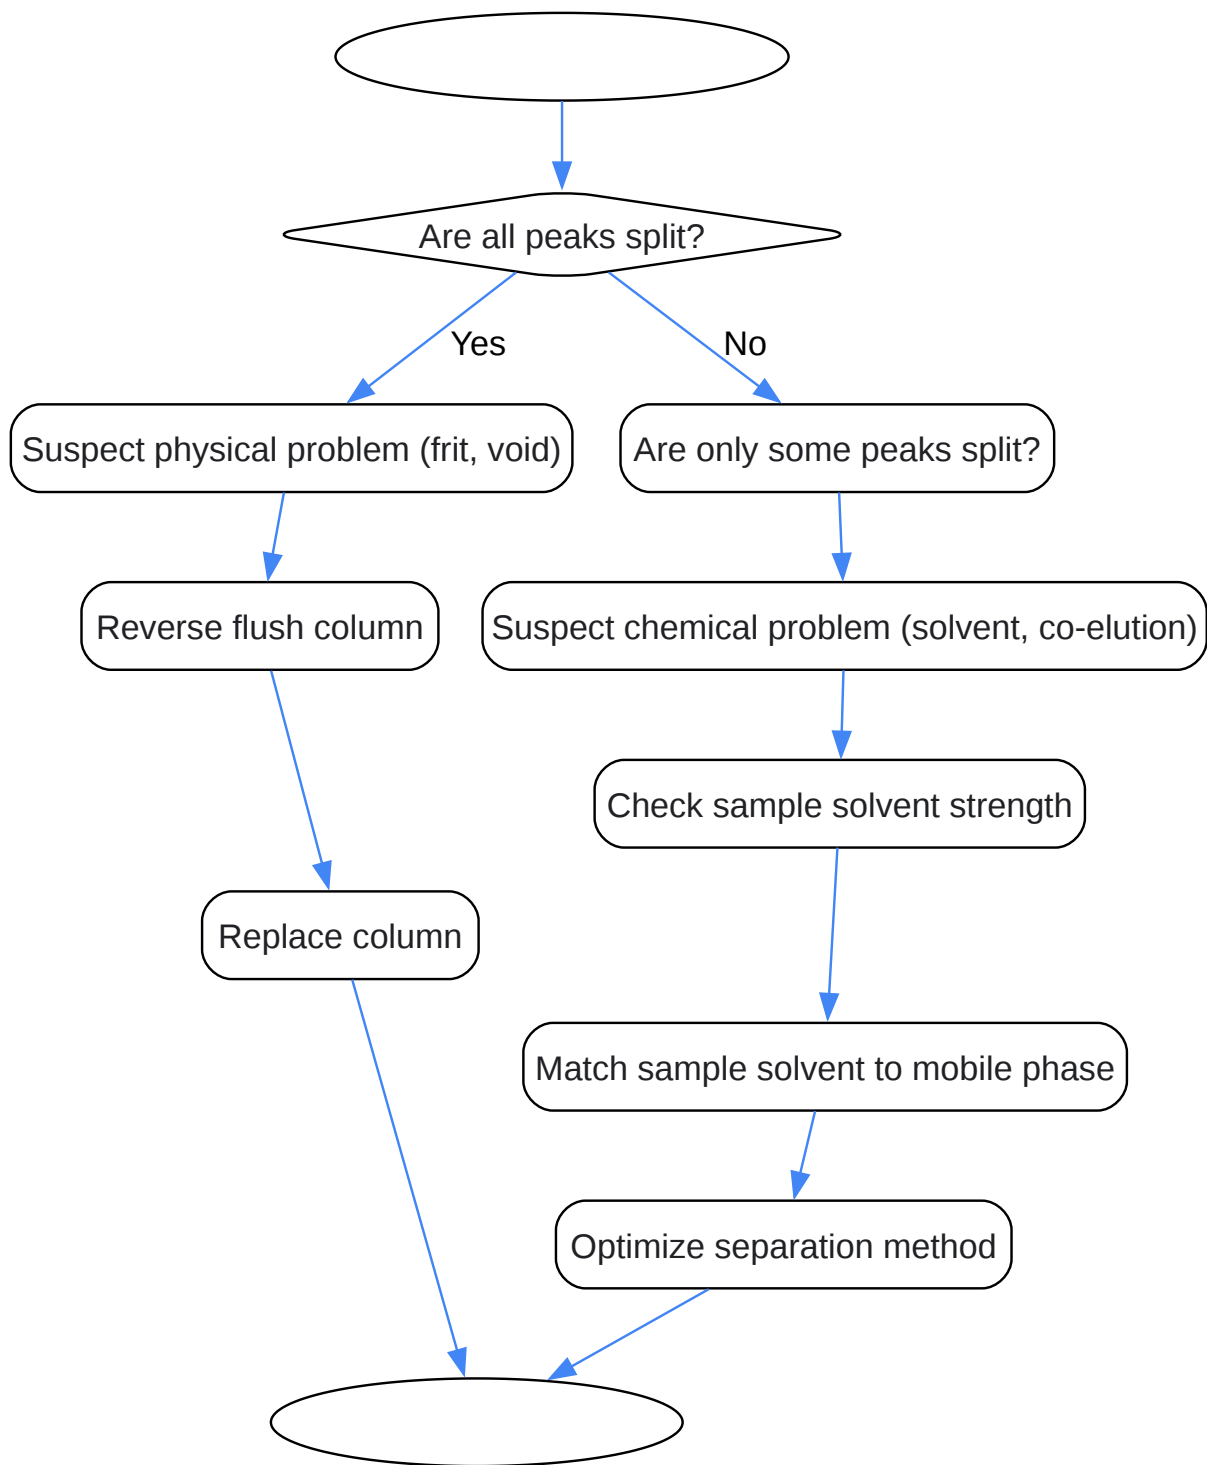 Are all peaks split?
Yes
No
Suspect physical problem (frit, void)
Are only some peaks split?
Reverse flush column
Suspect chemical problem (solvent, co-elution)
Check sample solvent strength
Replace column
Match sample solvent to mobile phase
Optimize separation method